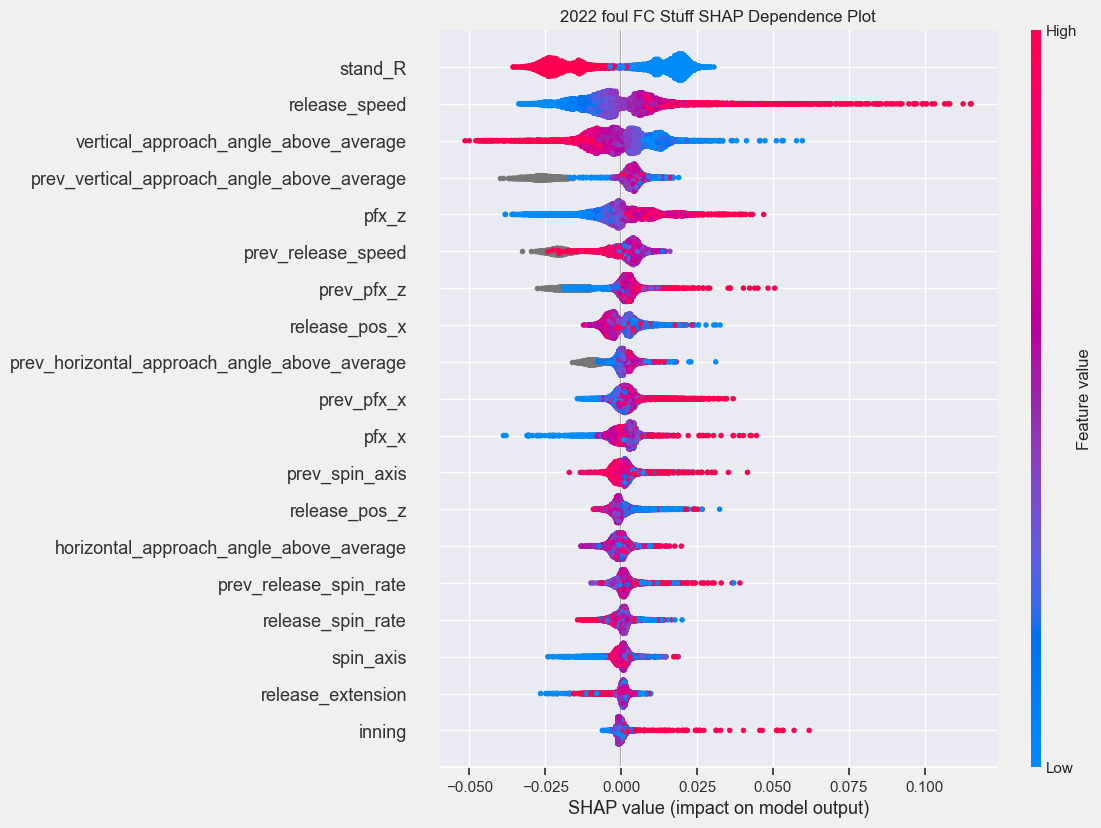 2022 foul FC Stuff SHAP Dependence Plot
High
stand_R
release_speed
vertical_approach_angle_above_average
prev_vertical_approach_angle_above_average
pfx_z
prev_release_speed
prev_pfx_z
release_pos_x
prev_horizontal_approach_angle_above_average
prev_pfx_x
pfx_x
prev_spin_axis
release_pos_z
horizontal_approach_angle_above_average
prev_release_spin_rate
release_spin_rate
spin_axis
release_extension
inning
Feature value
Low
−0.050 −0.025 0.000 0.025 0.050 0.075 0.100
SHAP value (impact on model output)